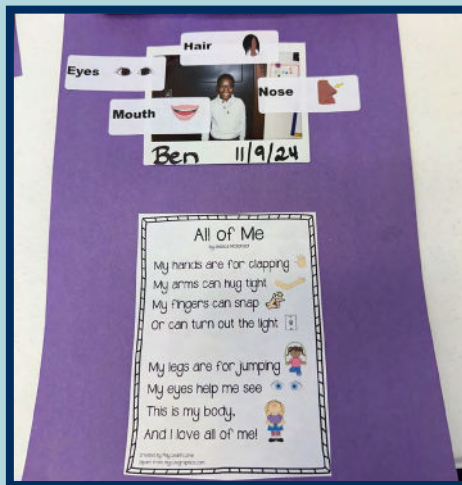 Hair
Eyes
Nose
Mouth
Ben 11/9/24
All of Me
My hands are for clapping
My arms can hug tight
My fingers can snap
Or can turn out the light
My legs are for jumping
My eyes help me see
This is my body,
And I love all of me!